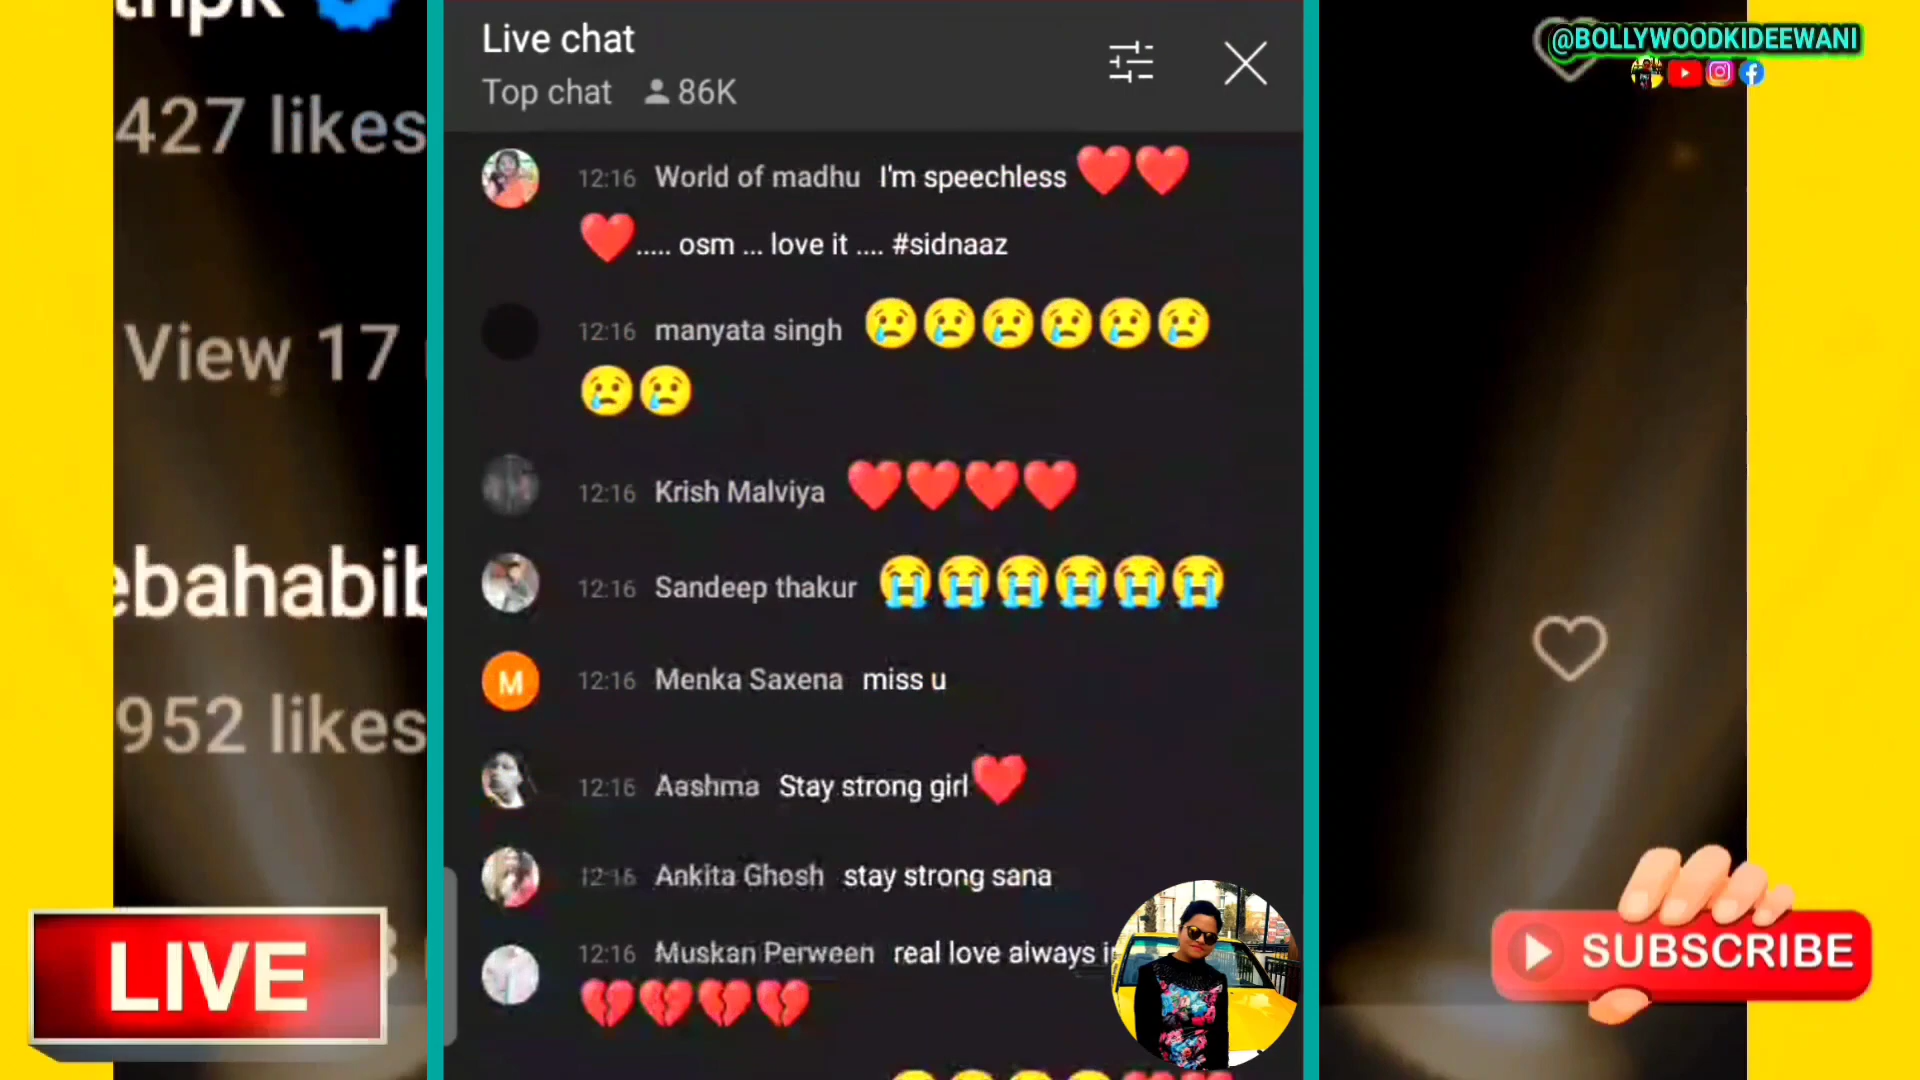 thpk
427 likes
View 17
ebahabib
952 likes
LIVE
Live chat
Top chat 86K
12:16 World of madhu I'm speechless ❤️❤️
❤️..... osm ... love it .... #sidnaaz
12:16 manyata singh 😢😢😢😢😢😢
😢😢
12:16 Krish Malviya ❤️❤️❤️❤️
12:16 Sandeep thakur 😭😭😭😭😭😭
M 12:16 Menka Saxena miss u
12:16 Aashma Stay strong girl❤️
12:16 Ankita Ghosh stay strong sana
12:16 Muskan Perween real love always
💔💔💔💔
@BOLLYWOODKIDEEWANI
SUBSCRIBE